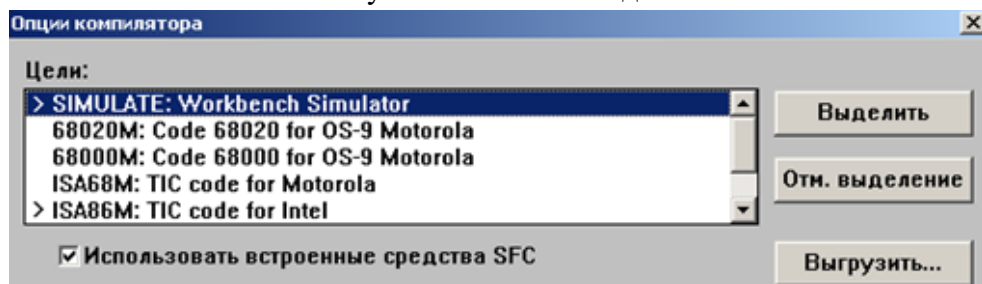 Опции компилятора
Цели:
> SIMULATE: Workbench Simulator
68020M: Code 68020 for OS-9 Motorola
68000M: Code 68000 for OS-9 Motorola
ISA68M: TIC code for Motorola
> ISA86M: TIC code for Intel
Выделить
Отм. выделение
Использовать встроенные средства SFC
Выгрузить...